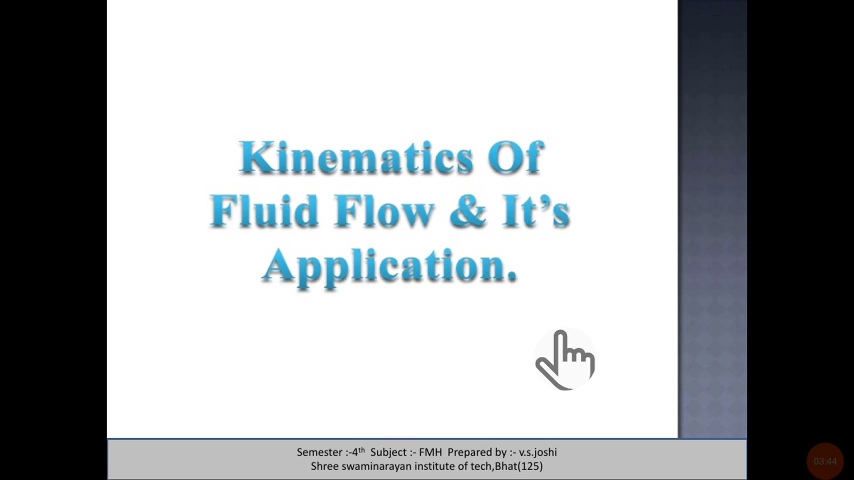 Kinematics Of
Fluid Flow & It’s
Application.
Semester :-4th Subject :- FMH Prepared by :- v.s.joshi
Shree swaminarayan institute of tech,Bhat(125)
03:44